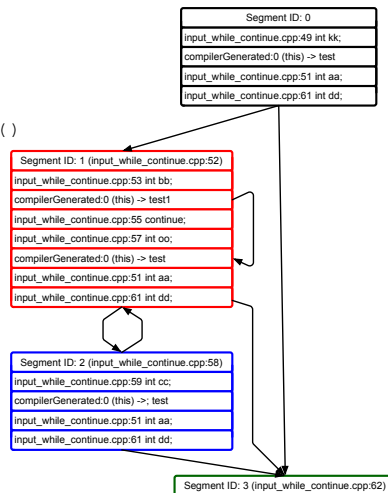 Segment ID: 0
input_while_continue.cpp:49 int kk;
compilerGenerated:0 (this) -> test
input_while_continue.cpp:51 int aa;
input_while_continue.cpp:61 int dd;
( )
Segment ID: 1 (input_while_continue.cpp:52)
input_while_continue.cpp:53 int bb;
compilerGenerated:0 (this) -> test1
input_while_continue.cpp:55 continue;
input_while_continue.cpp:57 int oo;
compilerGenerated:0 (this) -> test
input_while_continue.cpp:51 int aa;
input_while_continue.cpp:61 int dd;
Segment ID: 2 (input_while_continue.cpp:58)
input_while_continue.cpp:59 int cc;
compilerGenerated:0 (this) ->; test
input_while_continue.cpp:51 int aa;
input_while_continue.cpp:61 int dd;
Segment ID: 3 (input_while_continue.cpp:62)